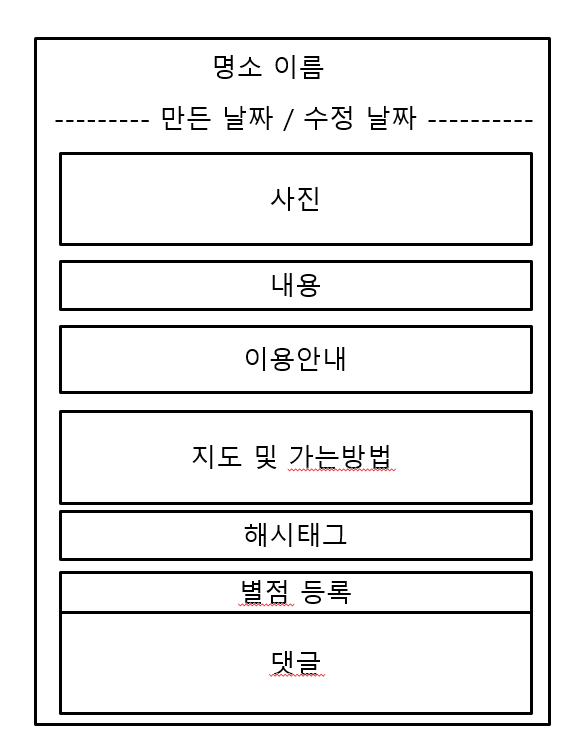 명소 이름
--------- 만든 날짜 / 수정 날짜 ----------
사진
내용
이용안내
지도 및 가는방법
해시태그
별점 등록
댓글